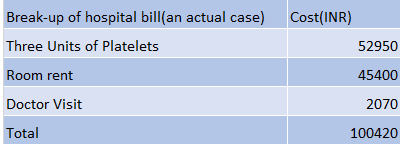 Break-up of hospital bill(an actual case) Cost(INR)
Three Units of Platelets 52950
Room rent 45400
Doctor Visit 2070
Total 100420